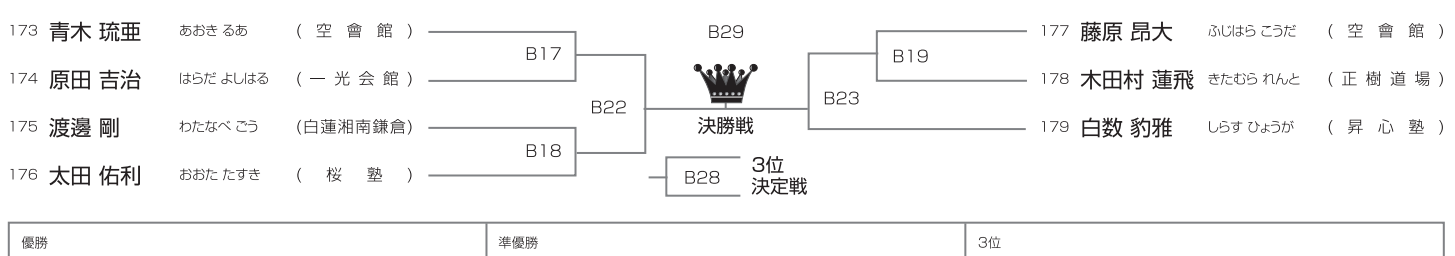 173 青木 琉亜 あおき るあ (空會館)
174 原田 吉治 はらだ よしはる (一光会館)
175 渡邊 剛 わたなべ ごう (白蓮湘南鎌倉)
176 太田 佑利 おおた たすき (桜塾)
B17
B18
B22
B29
決勝戦
B28
3位
決定戦
B23
B19
177 藤原 昂大 ふじはら こうだ (空會館)
178 木田村 蓮飛 きたむら れんと (正樹道場)
179 白数 豹雅 しらす ひょうが (昇心塾)
優勝
準優勝
3位